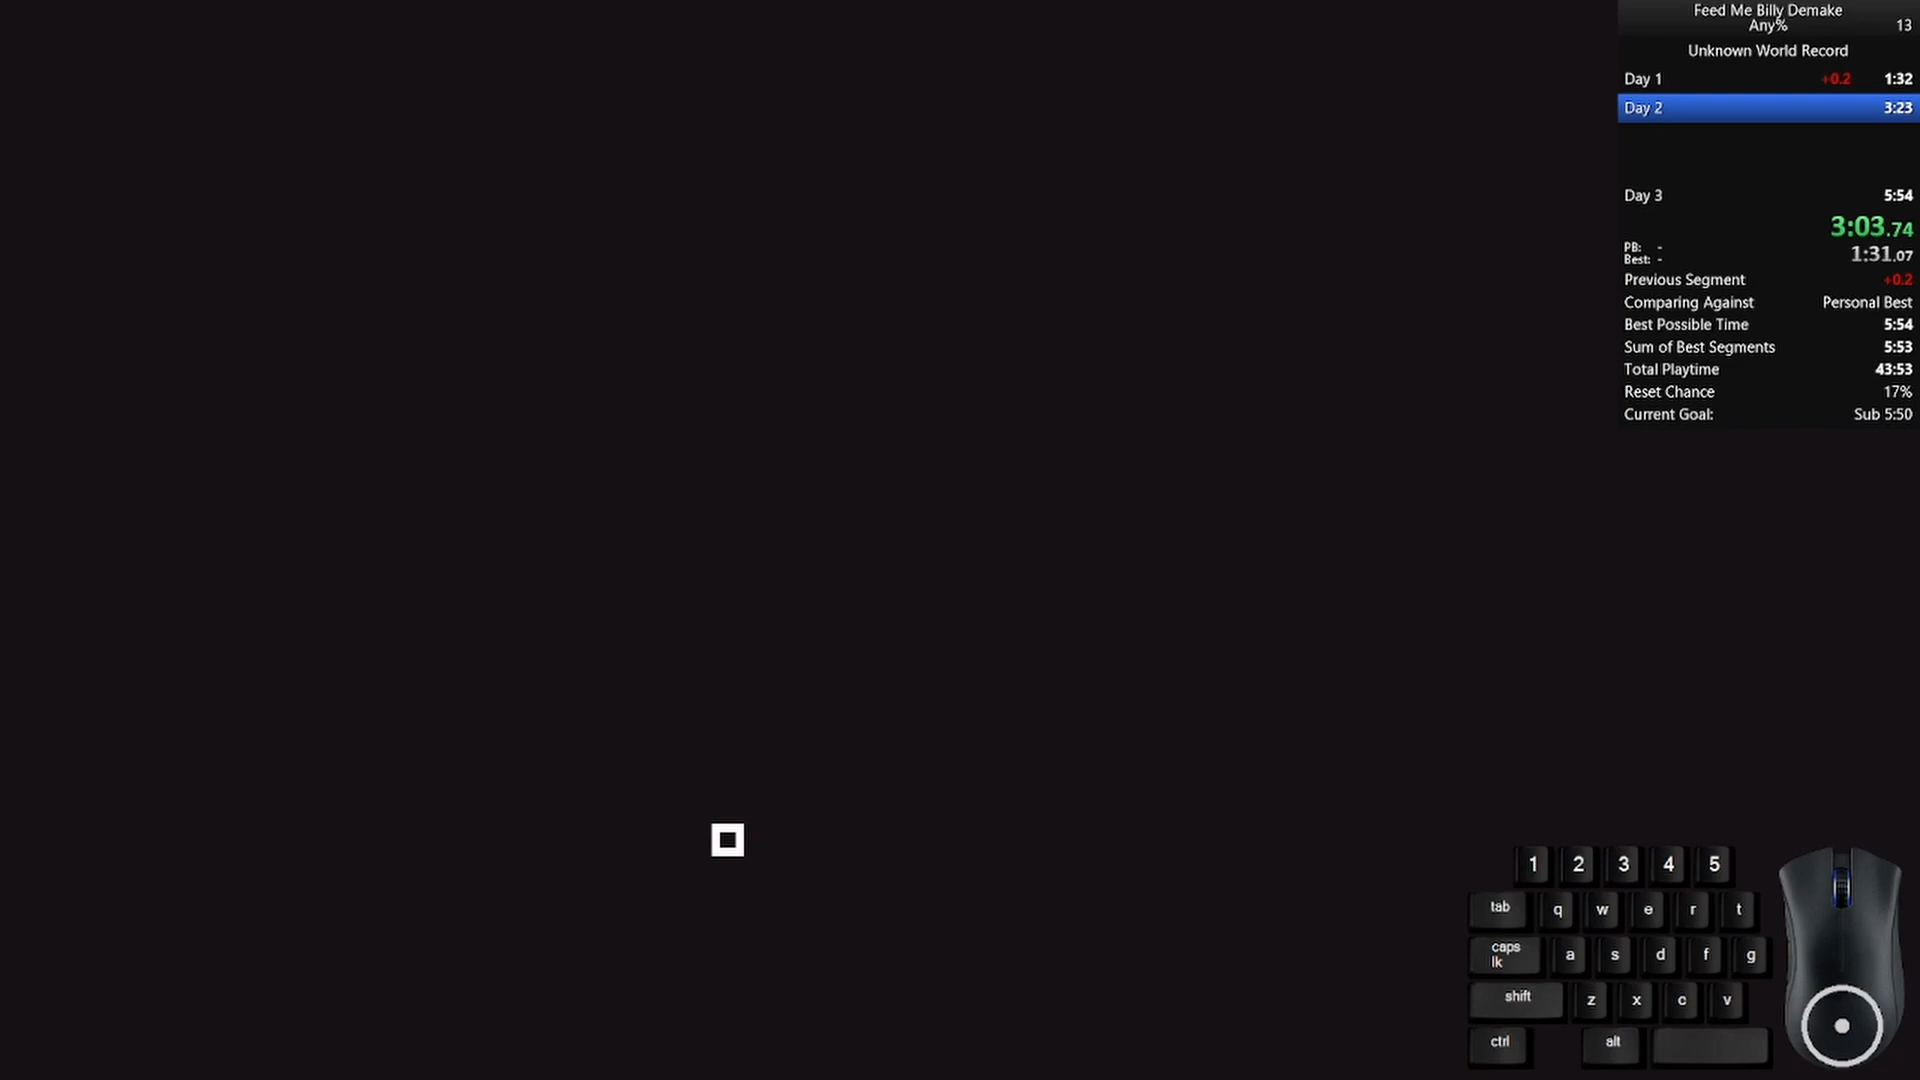 Feed Me Billy Demake
Any% 13
Unknown World Record
Day 1 +0.2 1:32
Day 2 3:23
Day 3 5:54
3:03.74
PB: -
Best: -
1:31.07
Previous Segment +0.2
Comparing Against Personal Best
Best Possible Time 5:54
Sum of Best Segments 5:53
Total Playtime 43:53
Reset Chance 17%
Current Goal: Sub 5:50
1 2 3 4 5
tab q w e r t
caps
lk
a s d f g
shift z x c v
ctrl alt